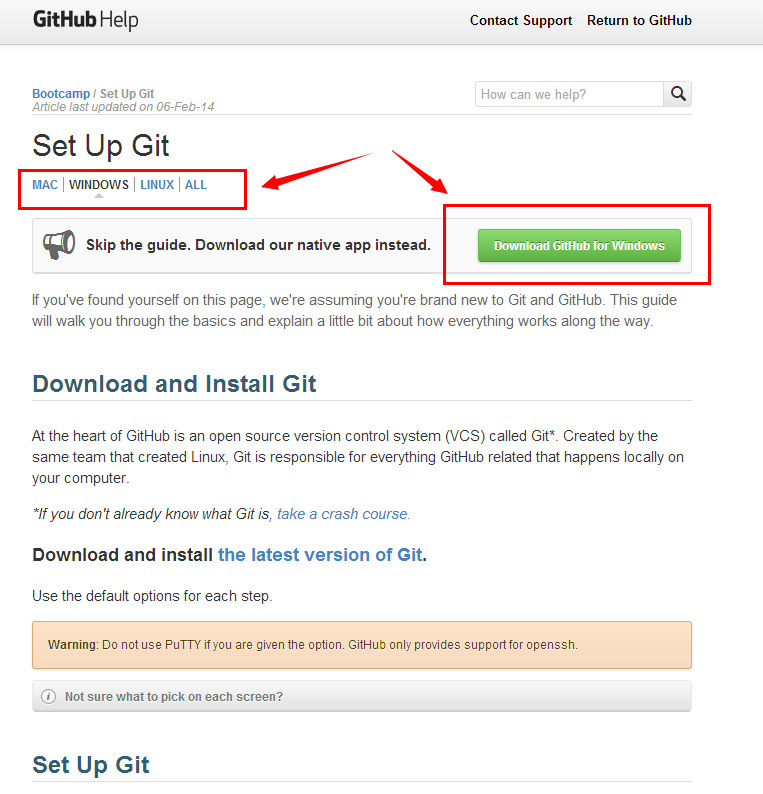 GitHub Help
Contact Support Return to GitHub
Bootcamp / Set Up Git
Article last updated on 06-Feb-14
How can we help?
Set Up Git
MAC | WINDOWS | LINUX | ALL
Skip the guide. Download our native app instead.
Download GitHub for Windows
If you've found yourself on this page, we're assuming you're brand new to Git and GitHub. This guide
will walk you through the basics and explain a little bit about how everything works along the way.
Download and Install Git
At the heart of GitHub is an open source version control system (VCS) called Git*. Created by the
same team that created Linux, Git is responsible for everything GitHub related that happens locally on
your computer.
*If you don't already know what Git is, take a crash course.
Download and install the latest version of Git.
Use the default options for each step.
Warning: Do not use PuTTY if you are given the option. GitHub only provides support for openssh.
Not sure what to pick on each screen?
Set Up Git